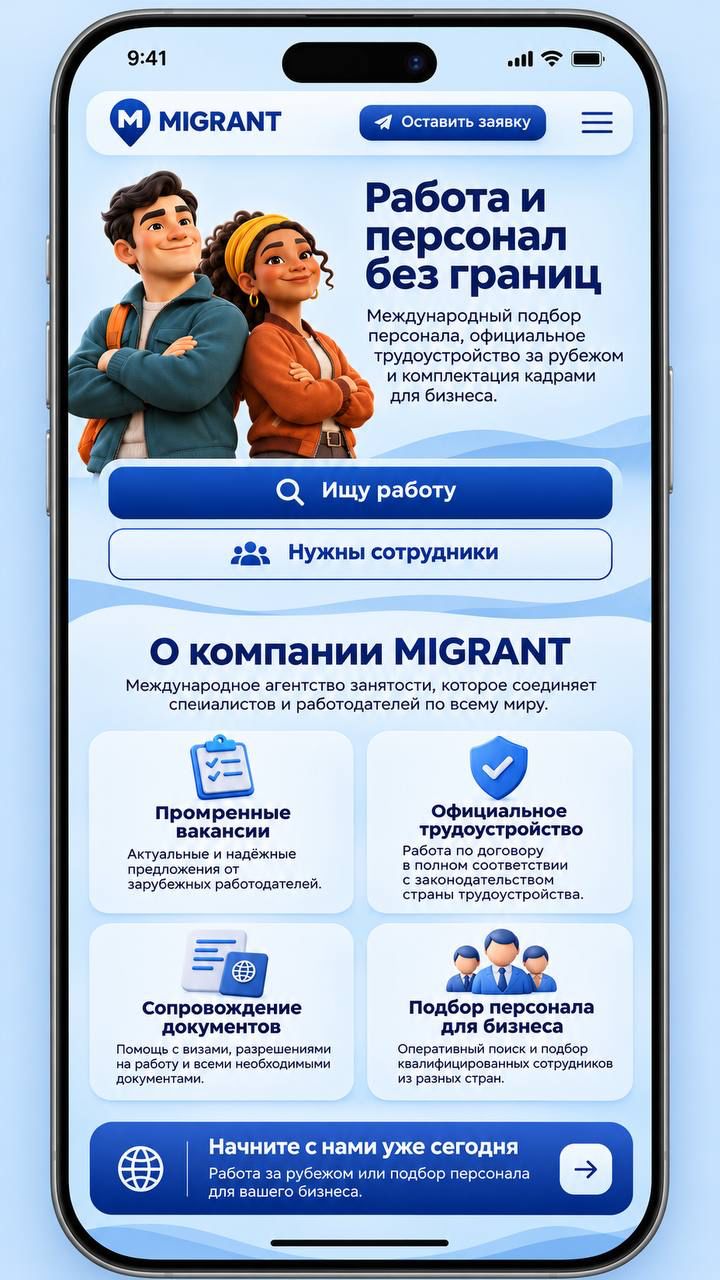 9:41
M MIGRANT
Оставить заявку
Работа и
персонал
без границ
Международный подбор
персонала, официальное
трудоустройство за рубежом
и комплектация кадрами
для бизнеса.
Ищу работу
Нужны сотрудники
О компании MIGRANT
Международное агентство занятости, которое соединяет
спеиалистов и работодателей по всему миру.
Промренные
вакансии
Актуальные и надёжные
предложения от
зарубежных работодателей.
Официальное
трудоустройство
Работа по договору
в полном соответствии
с законодательством
страны трудоустройства.
Сопровождение
документов
Помощь с визами, разрешениями
на работу и всеми необходимыми
документами.
Подбор персонала
для бизнеса
Оперативный поиск и подбор
квалифицированных сотрудников
из разных стран.
Начните с нами уже сегодня
Работа за рубежом или подбор персонала
для вашего бизнеса.